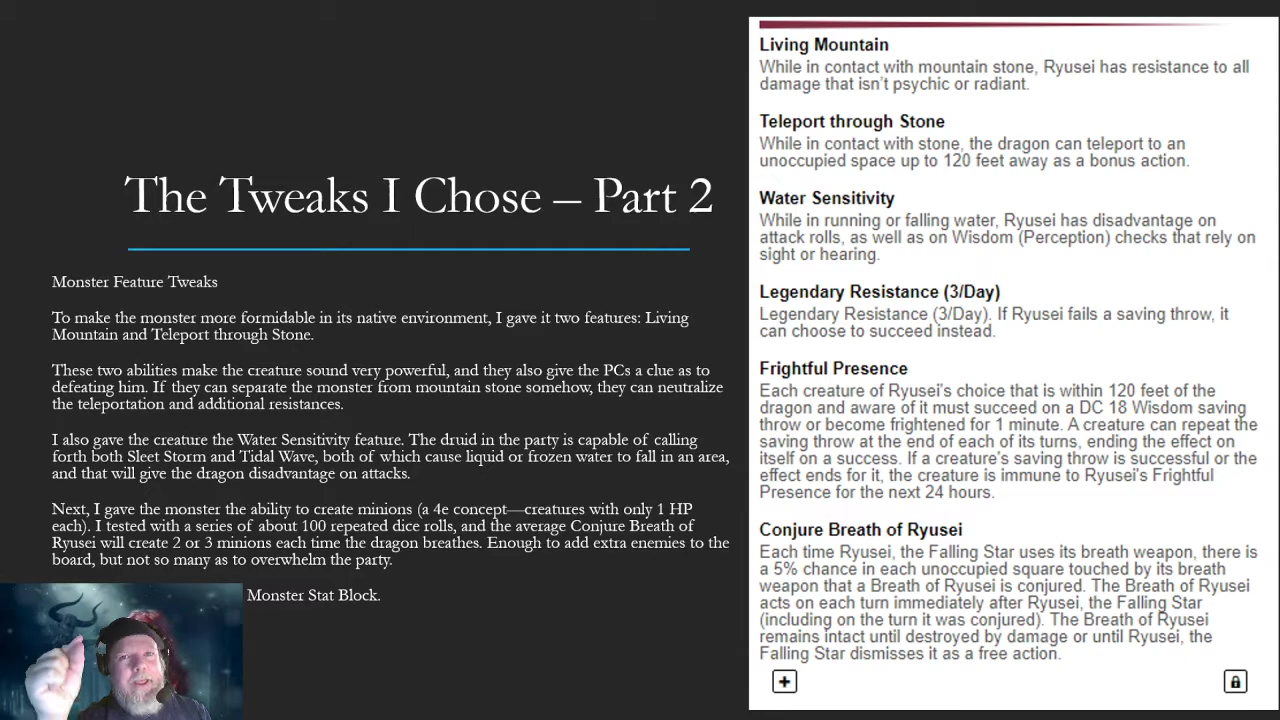 The Tweaks I Chose – Part 2
Monster Feature Tweaks
To make the monster more formidable in its native environment, I gave it two features: Living
Mountain and Teleport through Stone.
These two abilities make the creature sound very powerful, and they also give the PCs a clue as to
defeating him. If they can separate the monster from mountain stone somehow, they can neutralize
the teleportation and additional resistances.
I also gave the creature the Water Sensitivity feature. The druid in the party is capable of calling
forth both Sleet Storm and Tidal Wave, both of which cause liquid or frozen water to fall in an area,
and that will give the dragon disadvantage on attacks.
Next, I gave the monster the ability to create minions (a 4e concept—creatures with only 1 HP
each). I tested with a series of about 100 repeated dice rolls, and the average Conjure Breath of
Ryusei will create 2 or 3 minions each time the dragon breathes. Enough to add extra enemies to the
board, but not so many as to overwhelm the party.
Monster Stat Block.
Living Mountain
While in contact with mountain stone, Ryusei has resistance to all
damage that isn't psychic or radiant.
Teleport through Stone
While in contact with stone, the dragon can teleport to an
unoccupied space up to 120 feet away as a bonus action.
Water Sensitivity
While in running or falling water, Ryusei has disadvantage on
attack rolls, as well as on Wisdom (Perception) checks that rely on
sight or hearing.
Legendary Resistance (3/Day)
Legendary Resistance (3/Day). If Ryusei fails a saving throw, it
can choose to succeed instead.
Frightful Presence
Each creature of Ryusei's choice that is within 120 feet of the
dragon and aware of it must succeed on a DC 18 Wisdom saving
throw or become frightened for 1 minute. A creature can repeat the
saving throw at the end of each of its turns, ending the effect on
itself on a success. If a creature's saving throw is successful or the
effect ends for it, the creature is immune to Ryusei's Frightful
Presence for the next 24 hours.
Conjure Breath of Ryusei
Each time Ryusei, the Falling Star uses its breath weapon, there is
a 5% chance in each unoccupied square touched by its breath
weapon that a Breath of Ryusei is conjured. The Breath of Ryusei
acts on each turn immediately after Ryusei, the Falling Star
(including on the turn it was conjured). The Breath of Ryusei
remains intact until destroyed by damage or until Ryusei, the
Falling Star dismisses it as a free action.